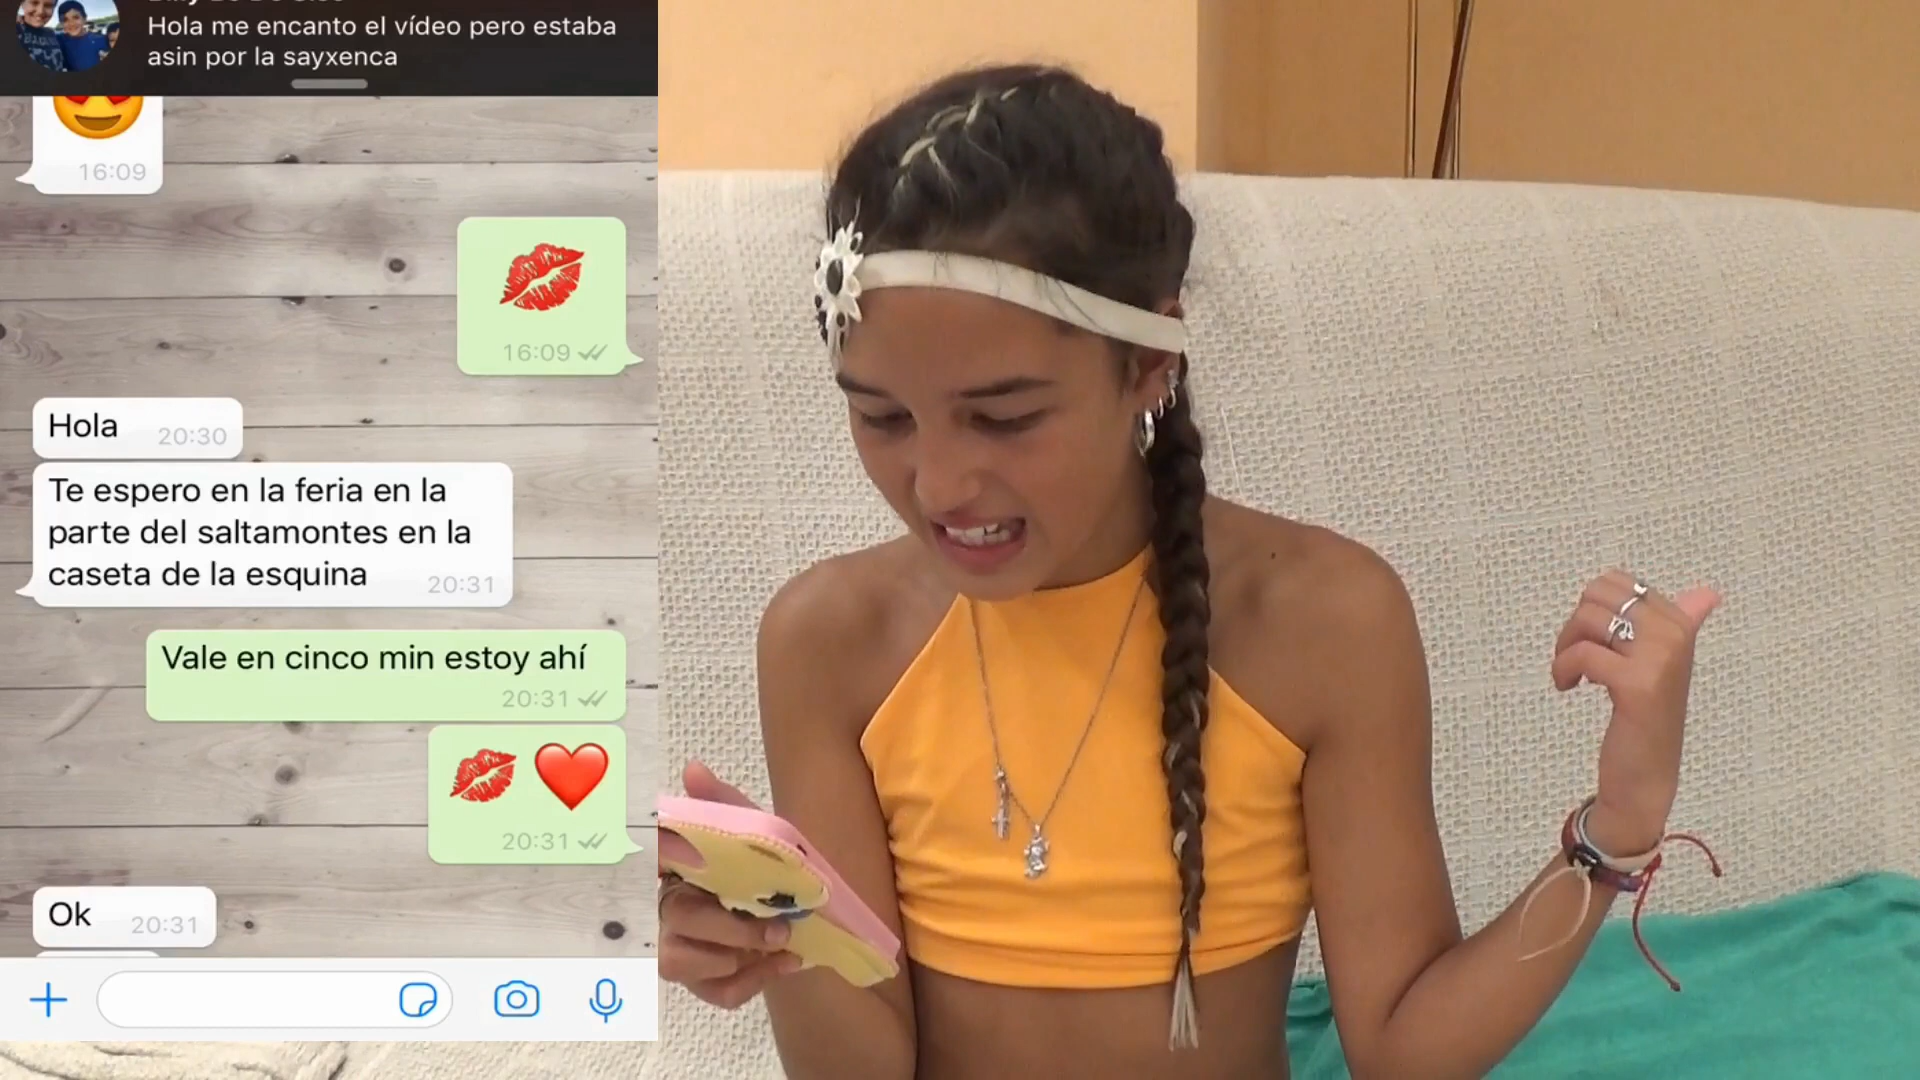 Hola me encanto el vídeo pero estaba
asin por la sayxenca
16:09
16:09
Hola 20:30
Te espero en la feria en la
parte del saltamontes en la
caseta de la esquina 20:31
Vale en cinco min estoy ahí
20:31
20:31
Ok 20:31